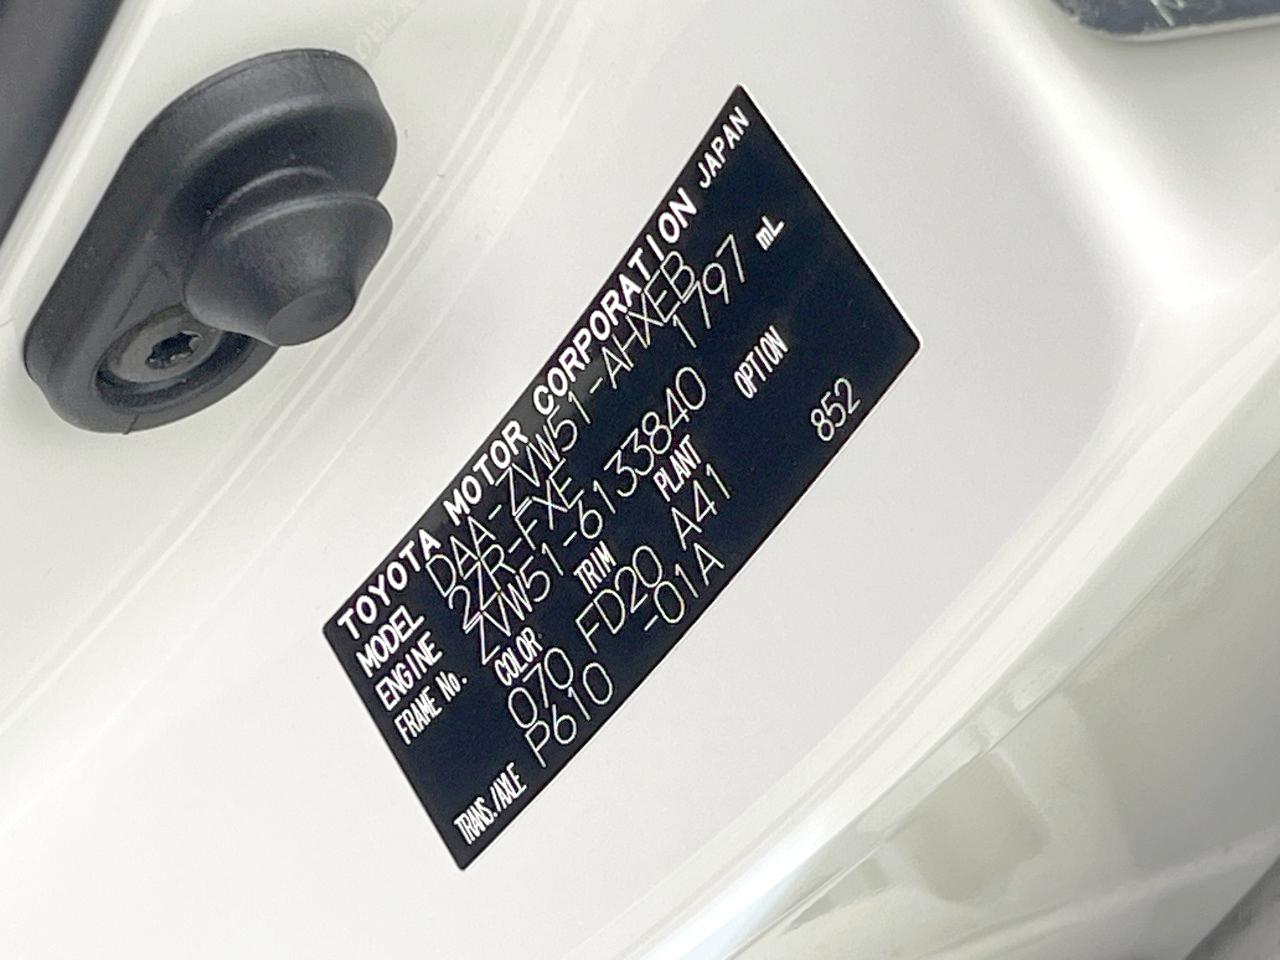 TOYOTA MOTOR CORPORATION JAPAN
MODEL DAA-ZVW51-AHXEB
ENGINE 2ZR-FXE 1797 mL
FRAME No. ZVW51-6133840
COLOR TRIM PLANT OPTION
070 FD20 A41 852
TRANS./AXLE P610 -01A